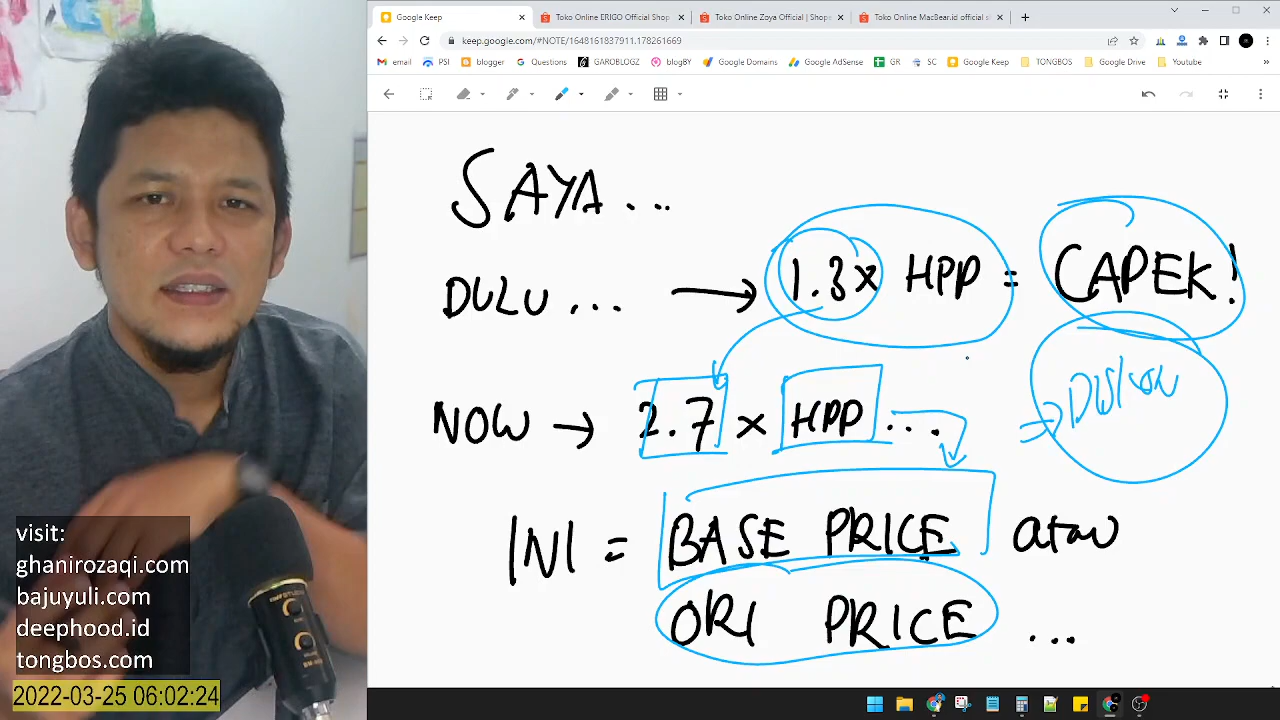 Google Keep
Toko Online ERIGO Official Shop
Toko Online Zoya Official | Shop
Toko Online MacBear.id official s
keep.google.com/#NOTE/1648161837911.178261669
email
PSI
blogger
Questions
GAROBLOGZ
blogBY
Google Domains
Google AdSense
GR
SC
Google Keep
TONGBOS
Google Drive
Youtube
SAYA ...
DULU ... → 1.3x HPP = CAPEK!
NOW → 2.7 x HPP ... ⇒ Diskon
INI = BASE PRICE atau
ORI PRICE ...
visit:
ghanirozaqi.com
bajuyuli.com
deephood.id
tongbos.com
2022-03-25 06:02:24